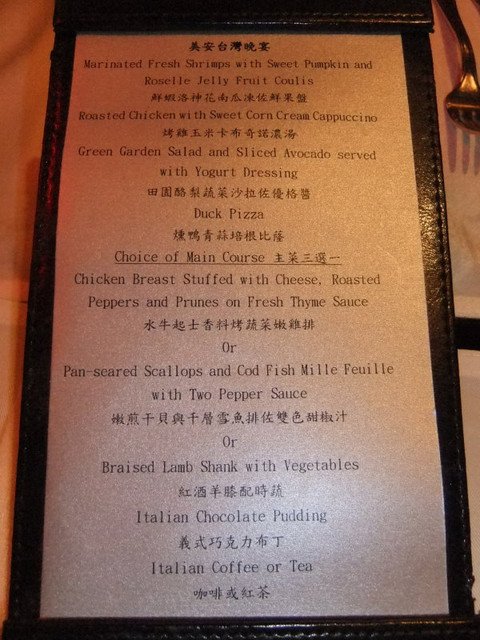 美安台灣晚宴
Marinated Fresh Shrimps with Sweet Pumpkin and
Roselle Jelly Fruit Coulis
鮮蝦洛神花南瓜凍佐鮮果盤
Roasted Chicken with Sweet Corn Cream Cappuccino
烤雞玉米卡布奇諾濃湯
Green Garden Salad and Sliced Avocado served
with Yogurt Dressing
田園酪梨蔬菜沙拉佐優格醬
Duck Pizza
燻鴨青蒜培根比薩
Choice of Main Course 主菜三選一
Chicken Breast Stuffed with Cheese, Roasted
Peppers and Prunes on Fresh Thyme Sauce
水牛起士香料烤蔬菜嫩雞排
Or
Pan-seared Scallops and Cod Fish Mille Feuille
with Two Pepper Sauce
嫩煎干貝與千層雪魚排佐雙色甜椒汁
Or
Braised Lamb Shank with Vegetables
紅酒羊膝配時蔬
Italian Chocolate Pudding
義式巧克力布丁
Italian Coffee or Tea
咖啡或紅茶